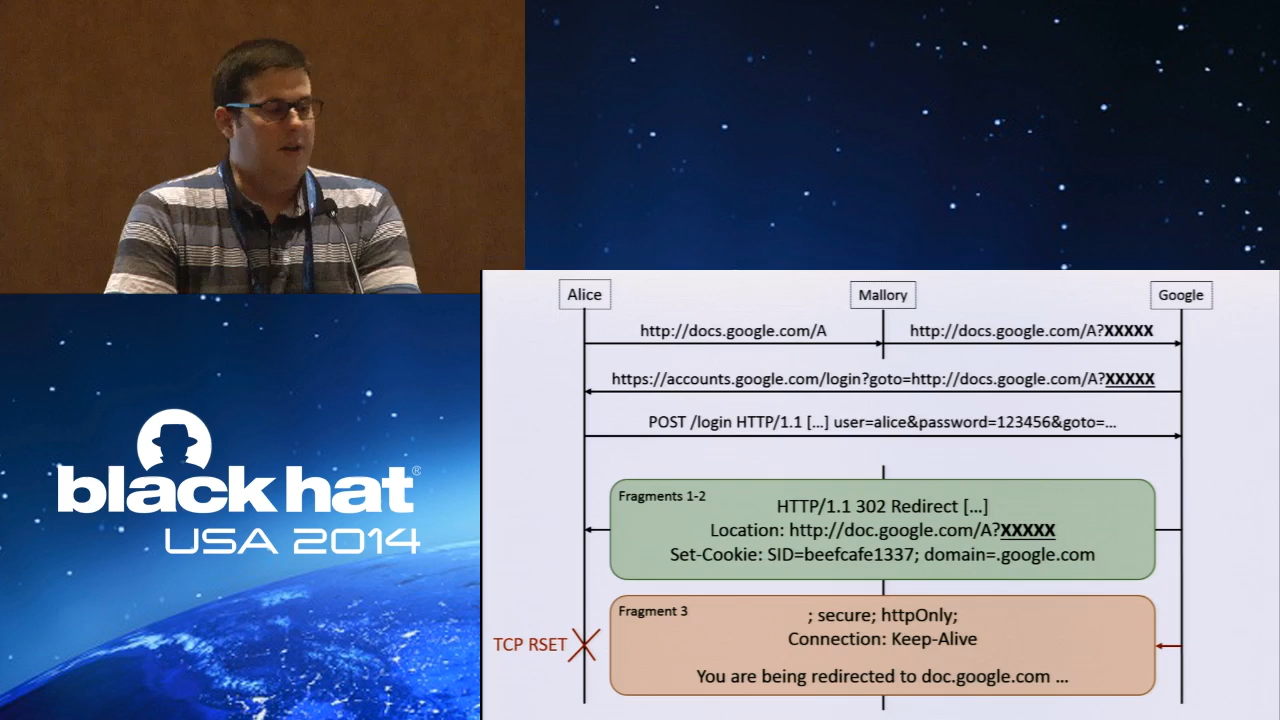 Alice
Mallory
Google
http://docs.google.com/A
http://docs.google.com/A?XXXXX
https://accounts.google.com/login?goto=http://docs.google.com/A?XXXXX
POST /login HTTP/1.1 [...] user=alice&password=123456&goto=...
Fragments 1-2
HTTP/1.1 302 Redirect [...]
Location: http://doc.google.com/A?XXXXX
Set-Cookie: SID=beefcafe1337; domain=.google.com
Fragment 3
; secure; httpOnly;
Connection: Keep-Alive
TCP RSET
You are being redirected to doc.google.com ...
black hat®
USA 2014